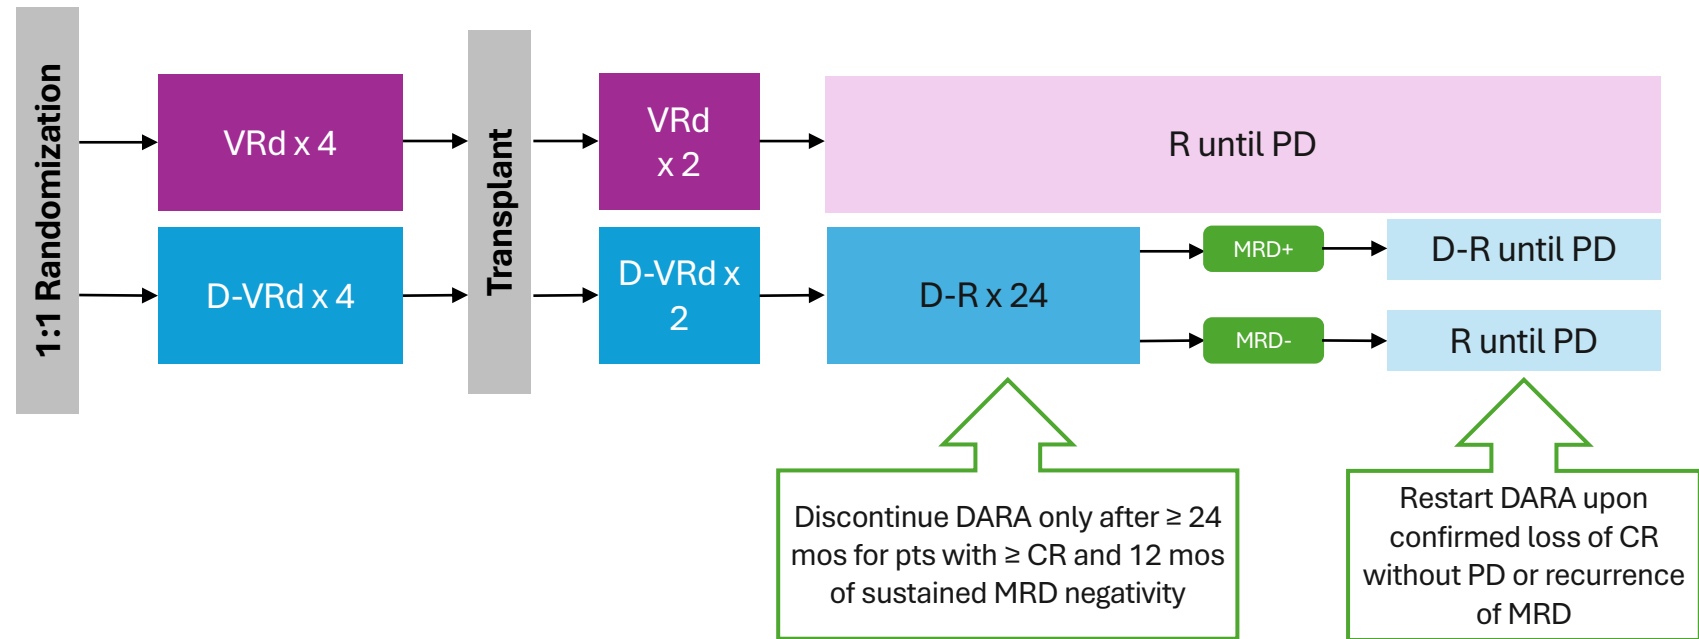 1:1 Randomization
VRd x 4
Transplant
VRd
x 2
R until PD
D-VRd x 4
D-VRd x
2
D-R x 24
MRD+
D-R until PD
MRD-
R until PD
Discontinue DARA only after ≥ 24
mos for pts with ≥ CR and 12 mos
of sustained MRD negativity
Restart DARA upon
confirmed loss of CR
without PD or recurrence
of MRD